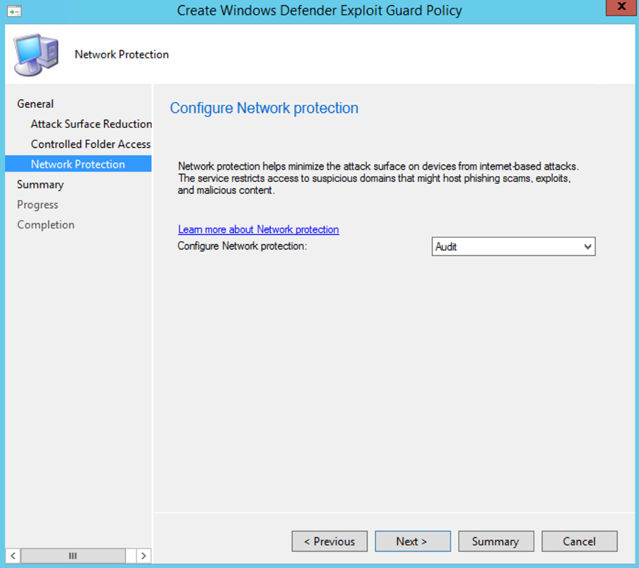 Create Windows Defender Exploit Guard Policy
X
Network Protection
General
Attack Surface Reduction
Controlled Folder Access
Network Protection
Summary
Progress
Completion
Configure Network protection
Network protection helps minimize the attack surface on devices from internet-based attacks.
The service restricts access to suspicious domains that might host phishing scams, exploits,
and malicious content.
Learn more about Network protection
Configure Network protection:
Audit
< Previous
Next >
Summary
Cancel